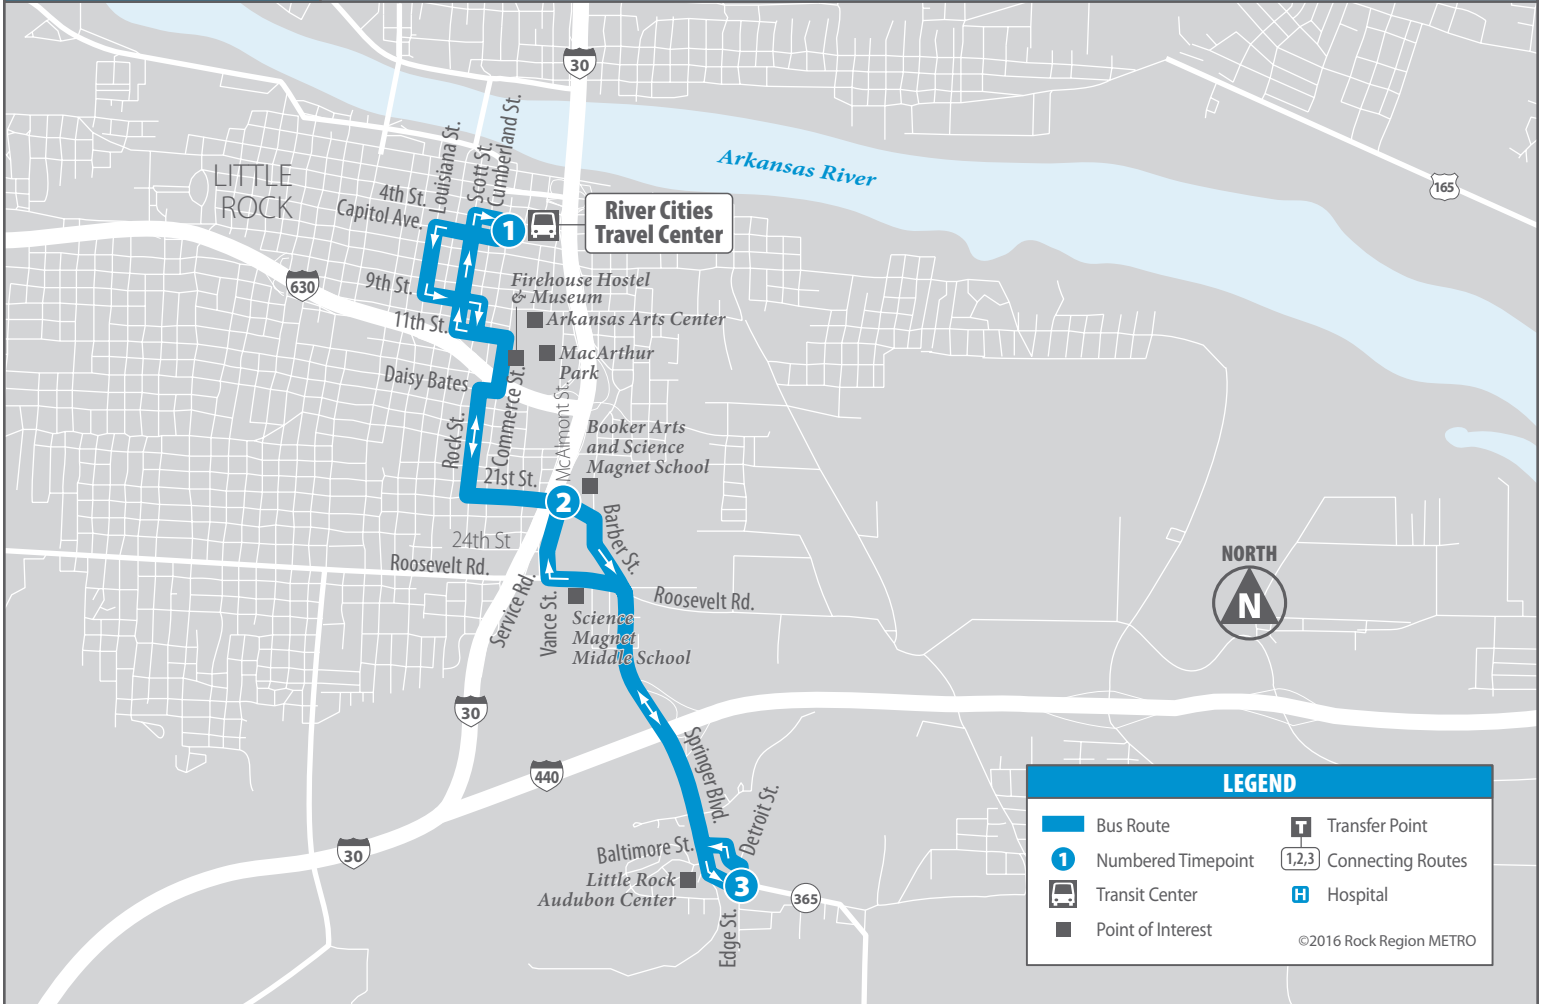 30
Arkansas River
165
LITTLE
ROCK
4th St.
Capitol Ave.
Louisiana St.
Scott St.
Cumberland St.
1
River Cities
Travel Center
630
9th St.
11th St.
Firehouse Hostel
& Museum
Arkansas Arts Center
MacArthur
Park
Daisy Bates
Rock St.
Commerce St.
McAlmont St.
Booker Arts
and Science
Magnet School
21st St.
2
Barber St.
24th St
Roosevelt Rd.
Service Rd.
Vance St.
Roosevelt Rd.
Science
Magnet
Middle School
NORTH
N
30
440
30
Springer Blvd.
Detroit St.
Baltimore St.
Little Rock
Audubon Center
3
365
Edge St.
LEGEND
Bus Route
1 Numbered Timepoint
Transit Center
Point of Interest
T Transfer Point
1,2,3 Connecting Routes
H Hospital
©2016 Rock Region METRO